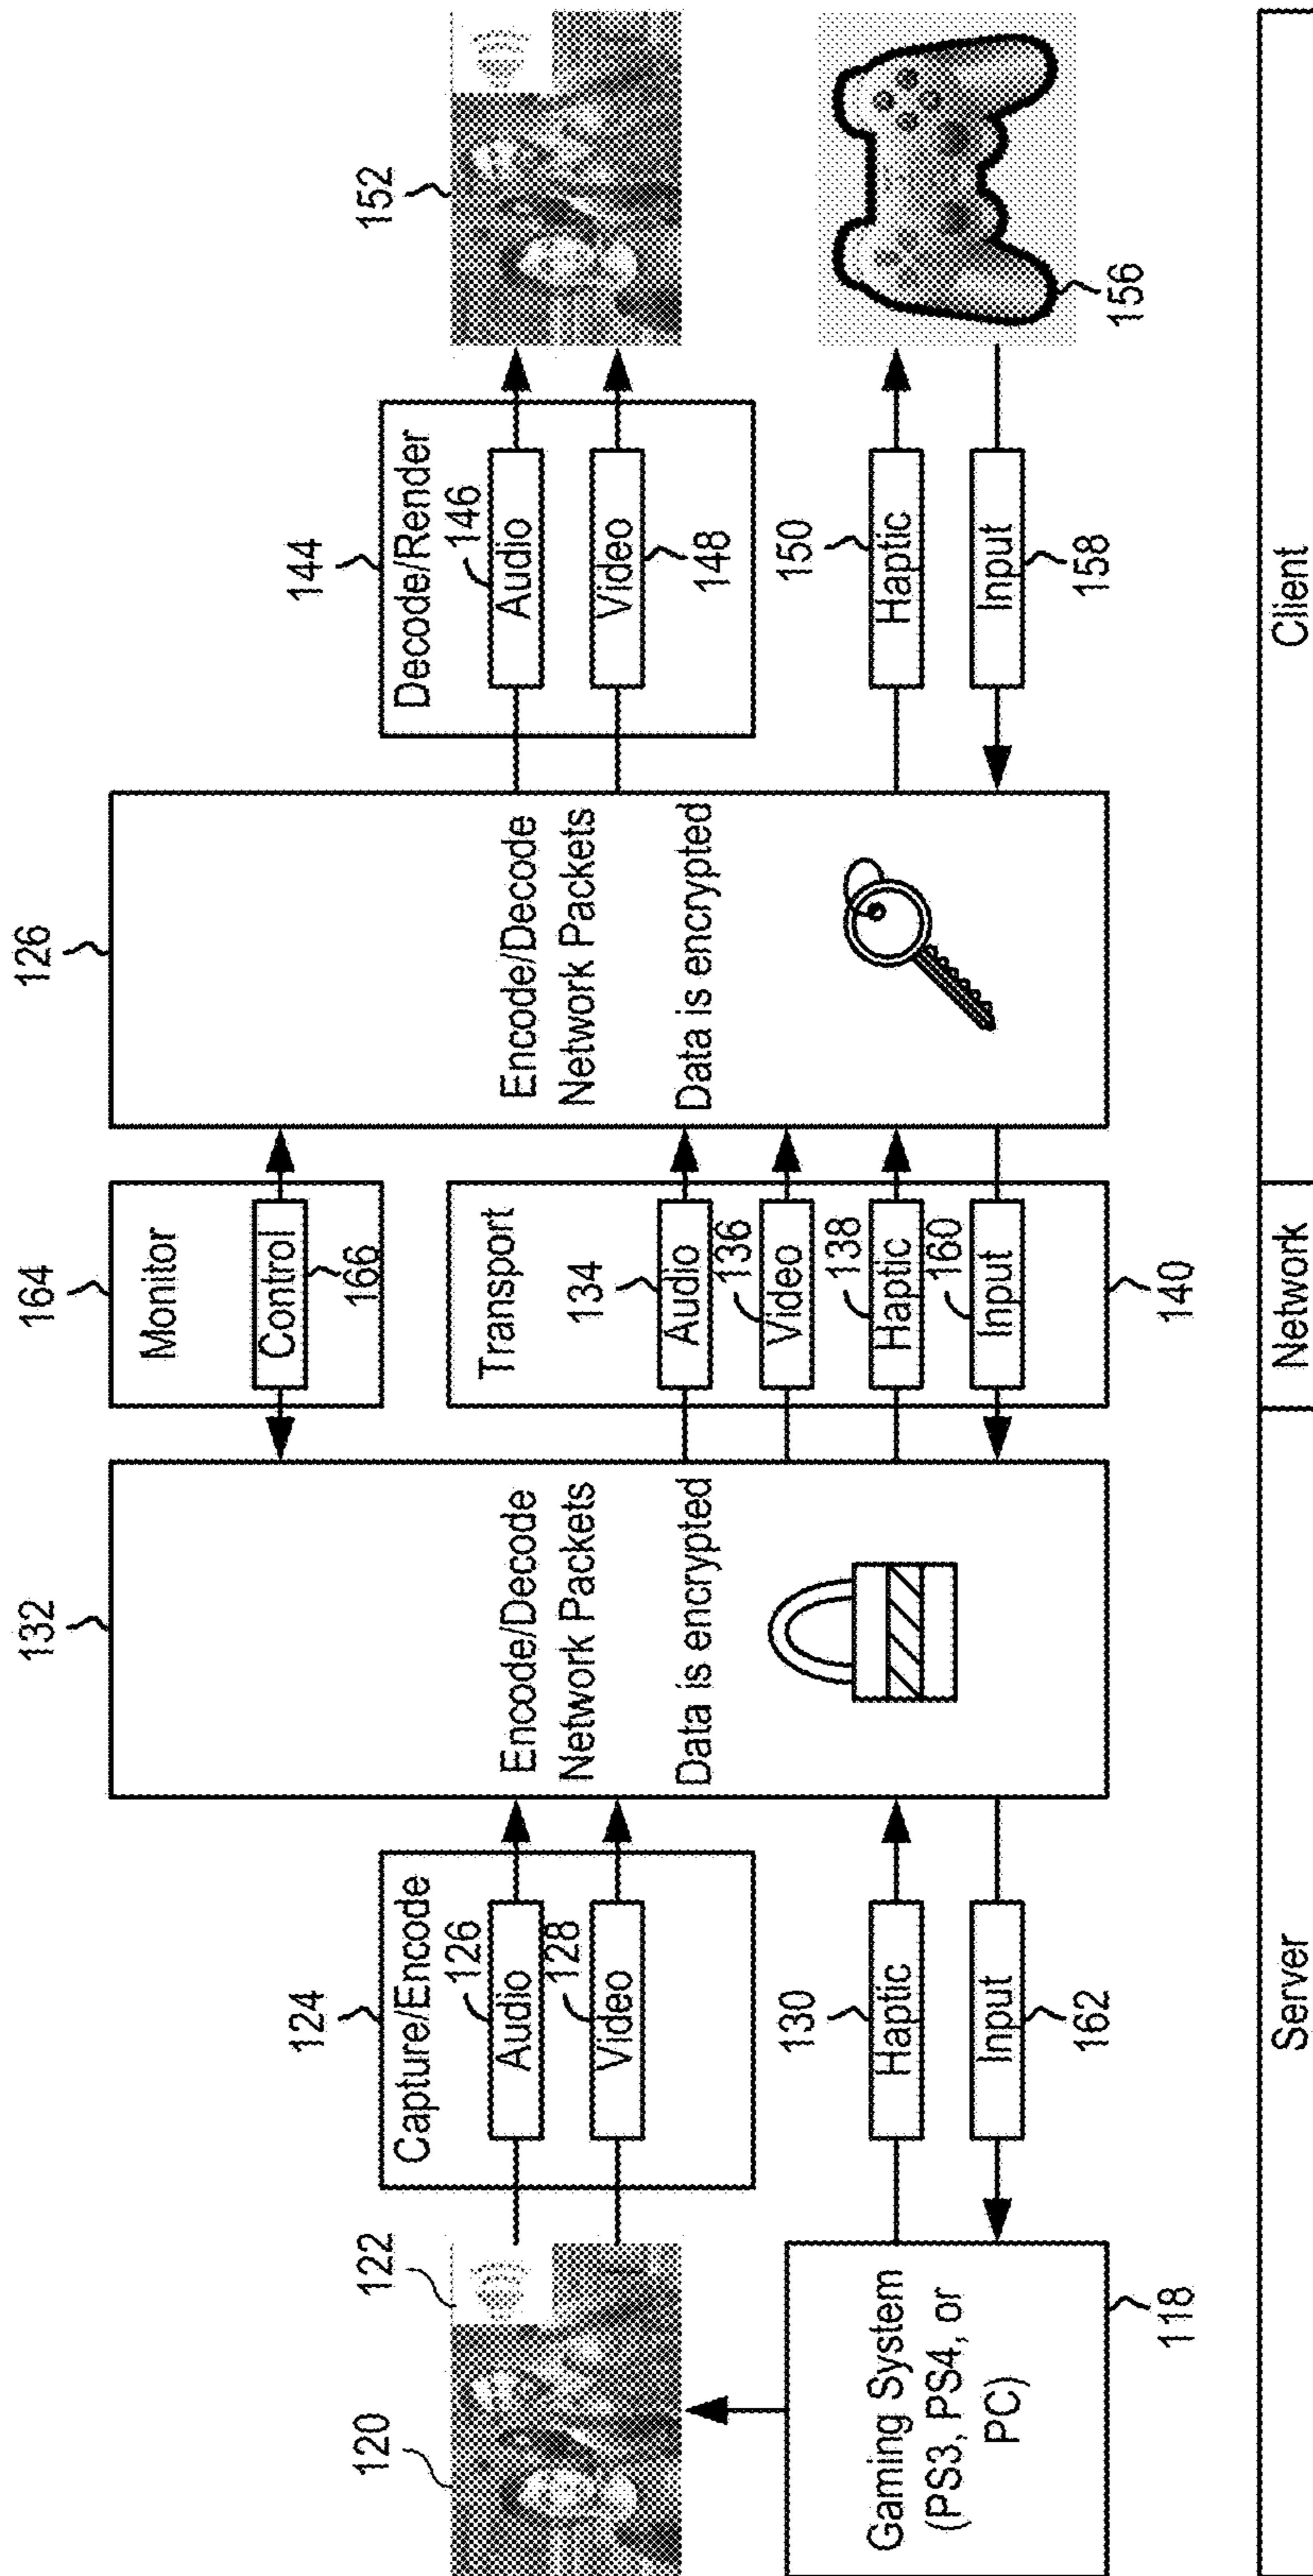 120
122
Gaming System
(PS3, PS4, or
PC)
118
124
Capture/Encode
126
Audio
128
Video
130
Haptic
Input
162
132
Encode/Decode
Network Packets
Data is encrypted
164
Monitor
Control
166
Transport
134
Audio
136
Video
138
Haptic
160
Input
140
126
Encode/Decode
Network Packets
Data is encrypted
144
Decode/Render
146
Audio
Video
148
150
Haptic
Input
158
152
156
Server
Network
Client